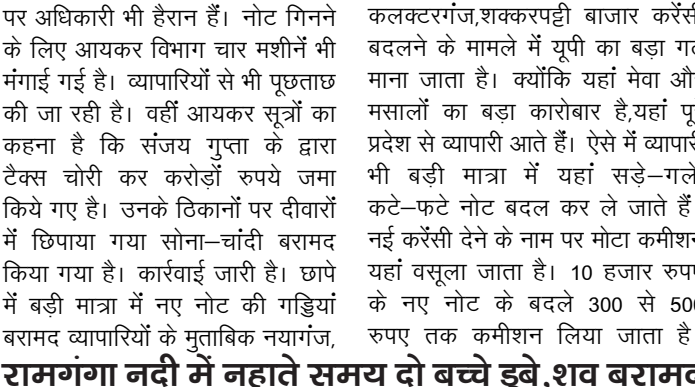 पर अधिकारी भी हैरान हैं। नोट गिनने
के लिए आयकर विभाग चार मशीनें भी
मंगाई गई है। व्यापारियों से भी पूछताछ
की जा रही है। वहीं आयकर सूत्रों का
कहना है कि संजय गुप्ता के द्वारा
टैक्स चोरी कर करोड़ों रुपये जमा
किये गए है। उनके ठिकानों पर दीवारों
में छिपाया गया सोना–चांदी बरामद
किया गया है। कार्रवाई जारी है। छापे
में बड़ी मात्रा में नए नोट की गड्डियां
बरामद व्यापारियों के मुताबिक नयागंज,
कलक्टरगंज,शक्करपट्टी बाजार करेंसी
बदलने के मामले में यूपी का बड़ा
माना जाता है। क्योंकि यहां मेवा
मसालों का बड़ा कारोबार है,यहां
प्रदेश से व्यापारी आते हैं। ऐसे में व्यापारी
भी बड़ी मात्रा में यहां सड़े–गले
कटे–फटे नोट बदल कर ले जाते हैं
नई करेंसी देने के नाम पर मोटा कमीशन
यहां वसूला जाता है। 10 हजार रुपए
के नए नोट के बदले 300 से 500
रुपए तक कमीशन लिया जाता है
रामगंगा नदी में नहाते समय दो बच्चे डूबे,शव बरामद